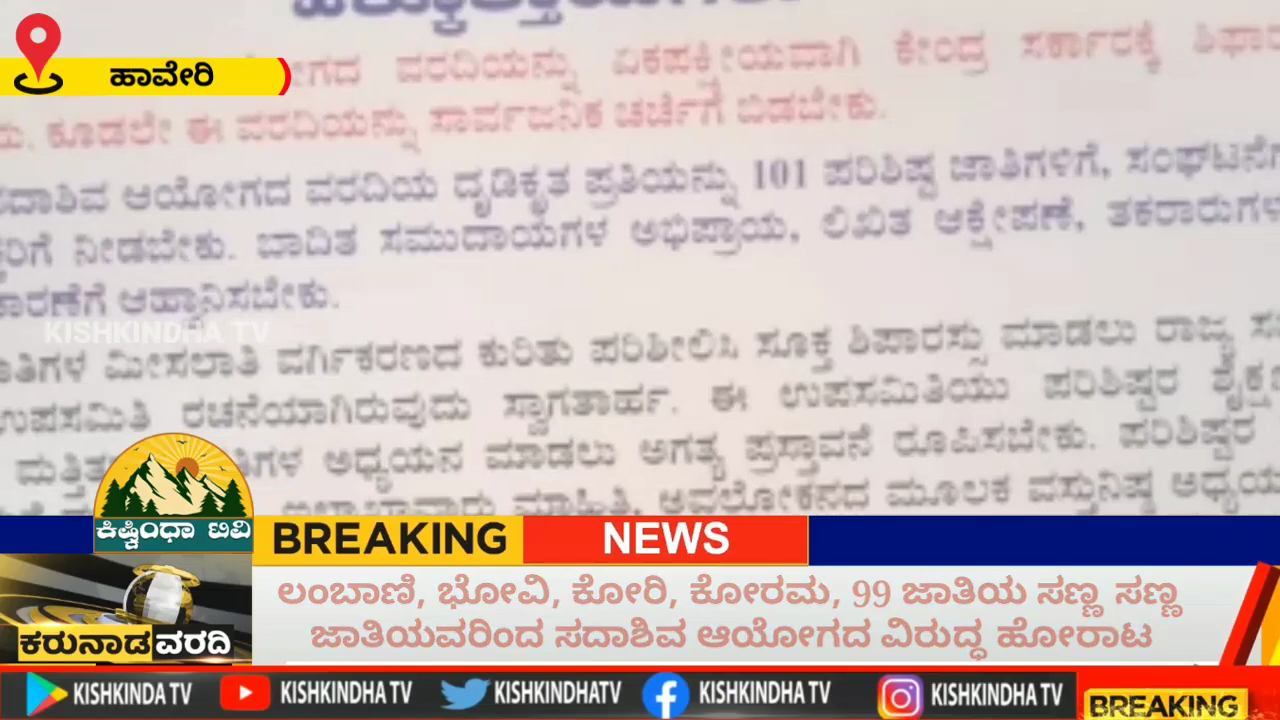 ಹಾವೇರಿ
ವರದಿಯನ್ನು ಏಕಪಕ್ಷೀಯವಾಗಿ ಕೇಂದ್ರ ಸರ್ಕಾರಕ್ಕೆ
ಕೂಡಲೇ ಈ ವರದಿಯನ್ನು ಸಾರ್ವಜನಿಕ ಚರ್ಚೆಗೆ ಬಿಡಬೇಕು.
ಆಯೋಗದ ವರದಿಯ ದೃಡಿಕೃತ ಪ್ರತಿಯನ್ನು 101 ಪರಿಶಿಷ್ಟ ಜಾತಿಗಳಿಗೆ,
ನೀಡಬೇಕು. ಬಾದಿತ ಸಮುದಾಯಗಳ ಅಭಿಪ್ರಾಯ, ಲಿಖಿತ ಆಕ್ಷೇಪಣೆ,
ಆಹ್ವಾನಿಸಬೇಕು.
KISHKINDHA TV
ಮೀಸಲಾತಿ ವರ್ಗಿಕರಣದ ಕುರಿತು ಪರಿಶೀಲಿಸಿ ಸೂಕ್ತ ಶಿಪಾರಸ್ಸು ಮಾಡಲು ರಾಜ್ಯ
ಉಪಸಮಿತಿ ರಚನೆಯಾಗಿರುವುದು ಸ್ವಾಗತಾರ್ಹ. ಈ ಉಪಸಮಿತಿಯು ಪರಿಶಿಷ್ಟರ
ಅಧ್ಯಯನ ಮಾಡಲು ಅಗತ್ಯ ಪ್ರಸ್ತಾವನೆ ರೂಪಿಸಬೇಕು. ಪರಿಶಿಷ್ಟರ
ಮಾಹಿತಿ, ಅವಲೋಕನದ ಮೂಲಕ ವಸ್ತುನಿಷ್ಠ
ಕಿಷ್ಕಿಂಧಾ ಟಿವಿ
BREAKING NEWS
ಲಂಬಾಣಿ, ಭೋವಿ, ಕೋರಿ, ಕೋರಮ, 99 ಜಾತಿಯ ಸಣ್ಣ ಸಣ್ಣ
ಜಾತಿಯವರಿಂದ ಸದಾಶಿವ ಆಯೋಗದ ವಿರುದ್ಧ ಹೋರಾಟ
ಕರುನಾಡ ವರದಿ
KISHKINDA TV KISHKINDHA TV KISHKINDHATV KISHKINDHA TV KISHKINDHA TV BREAKING